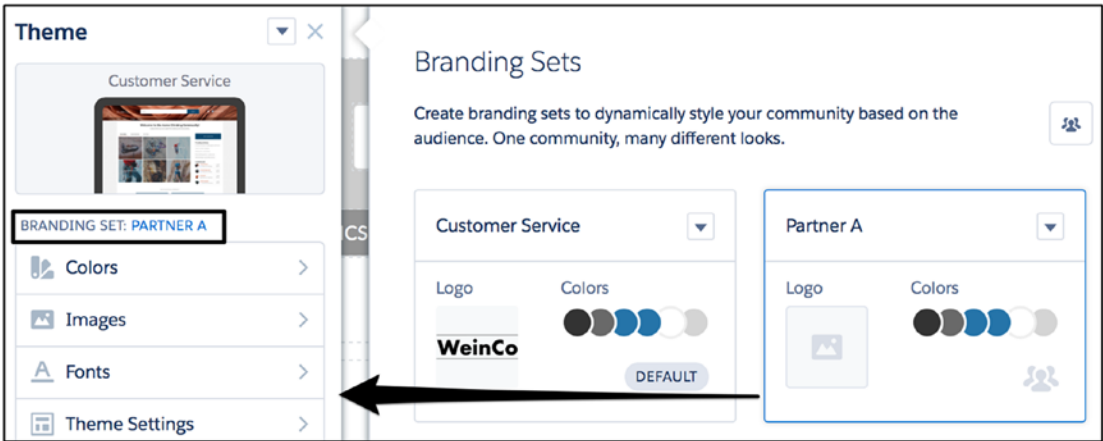 Theme
Customer Service
BRANDING SET: PARTNER A
Colors
Images
Fonts
Theme Settings
ICS
Branding Sets
Create branding sets to dynamically style your community based on the
audience. One community, many different looks.
Customer Service
Logo
Colors
WeinCo
DEFAULT
Partner A
Logo
Colors